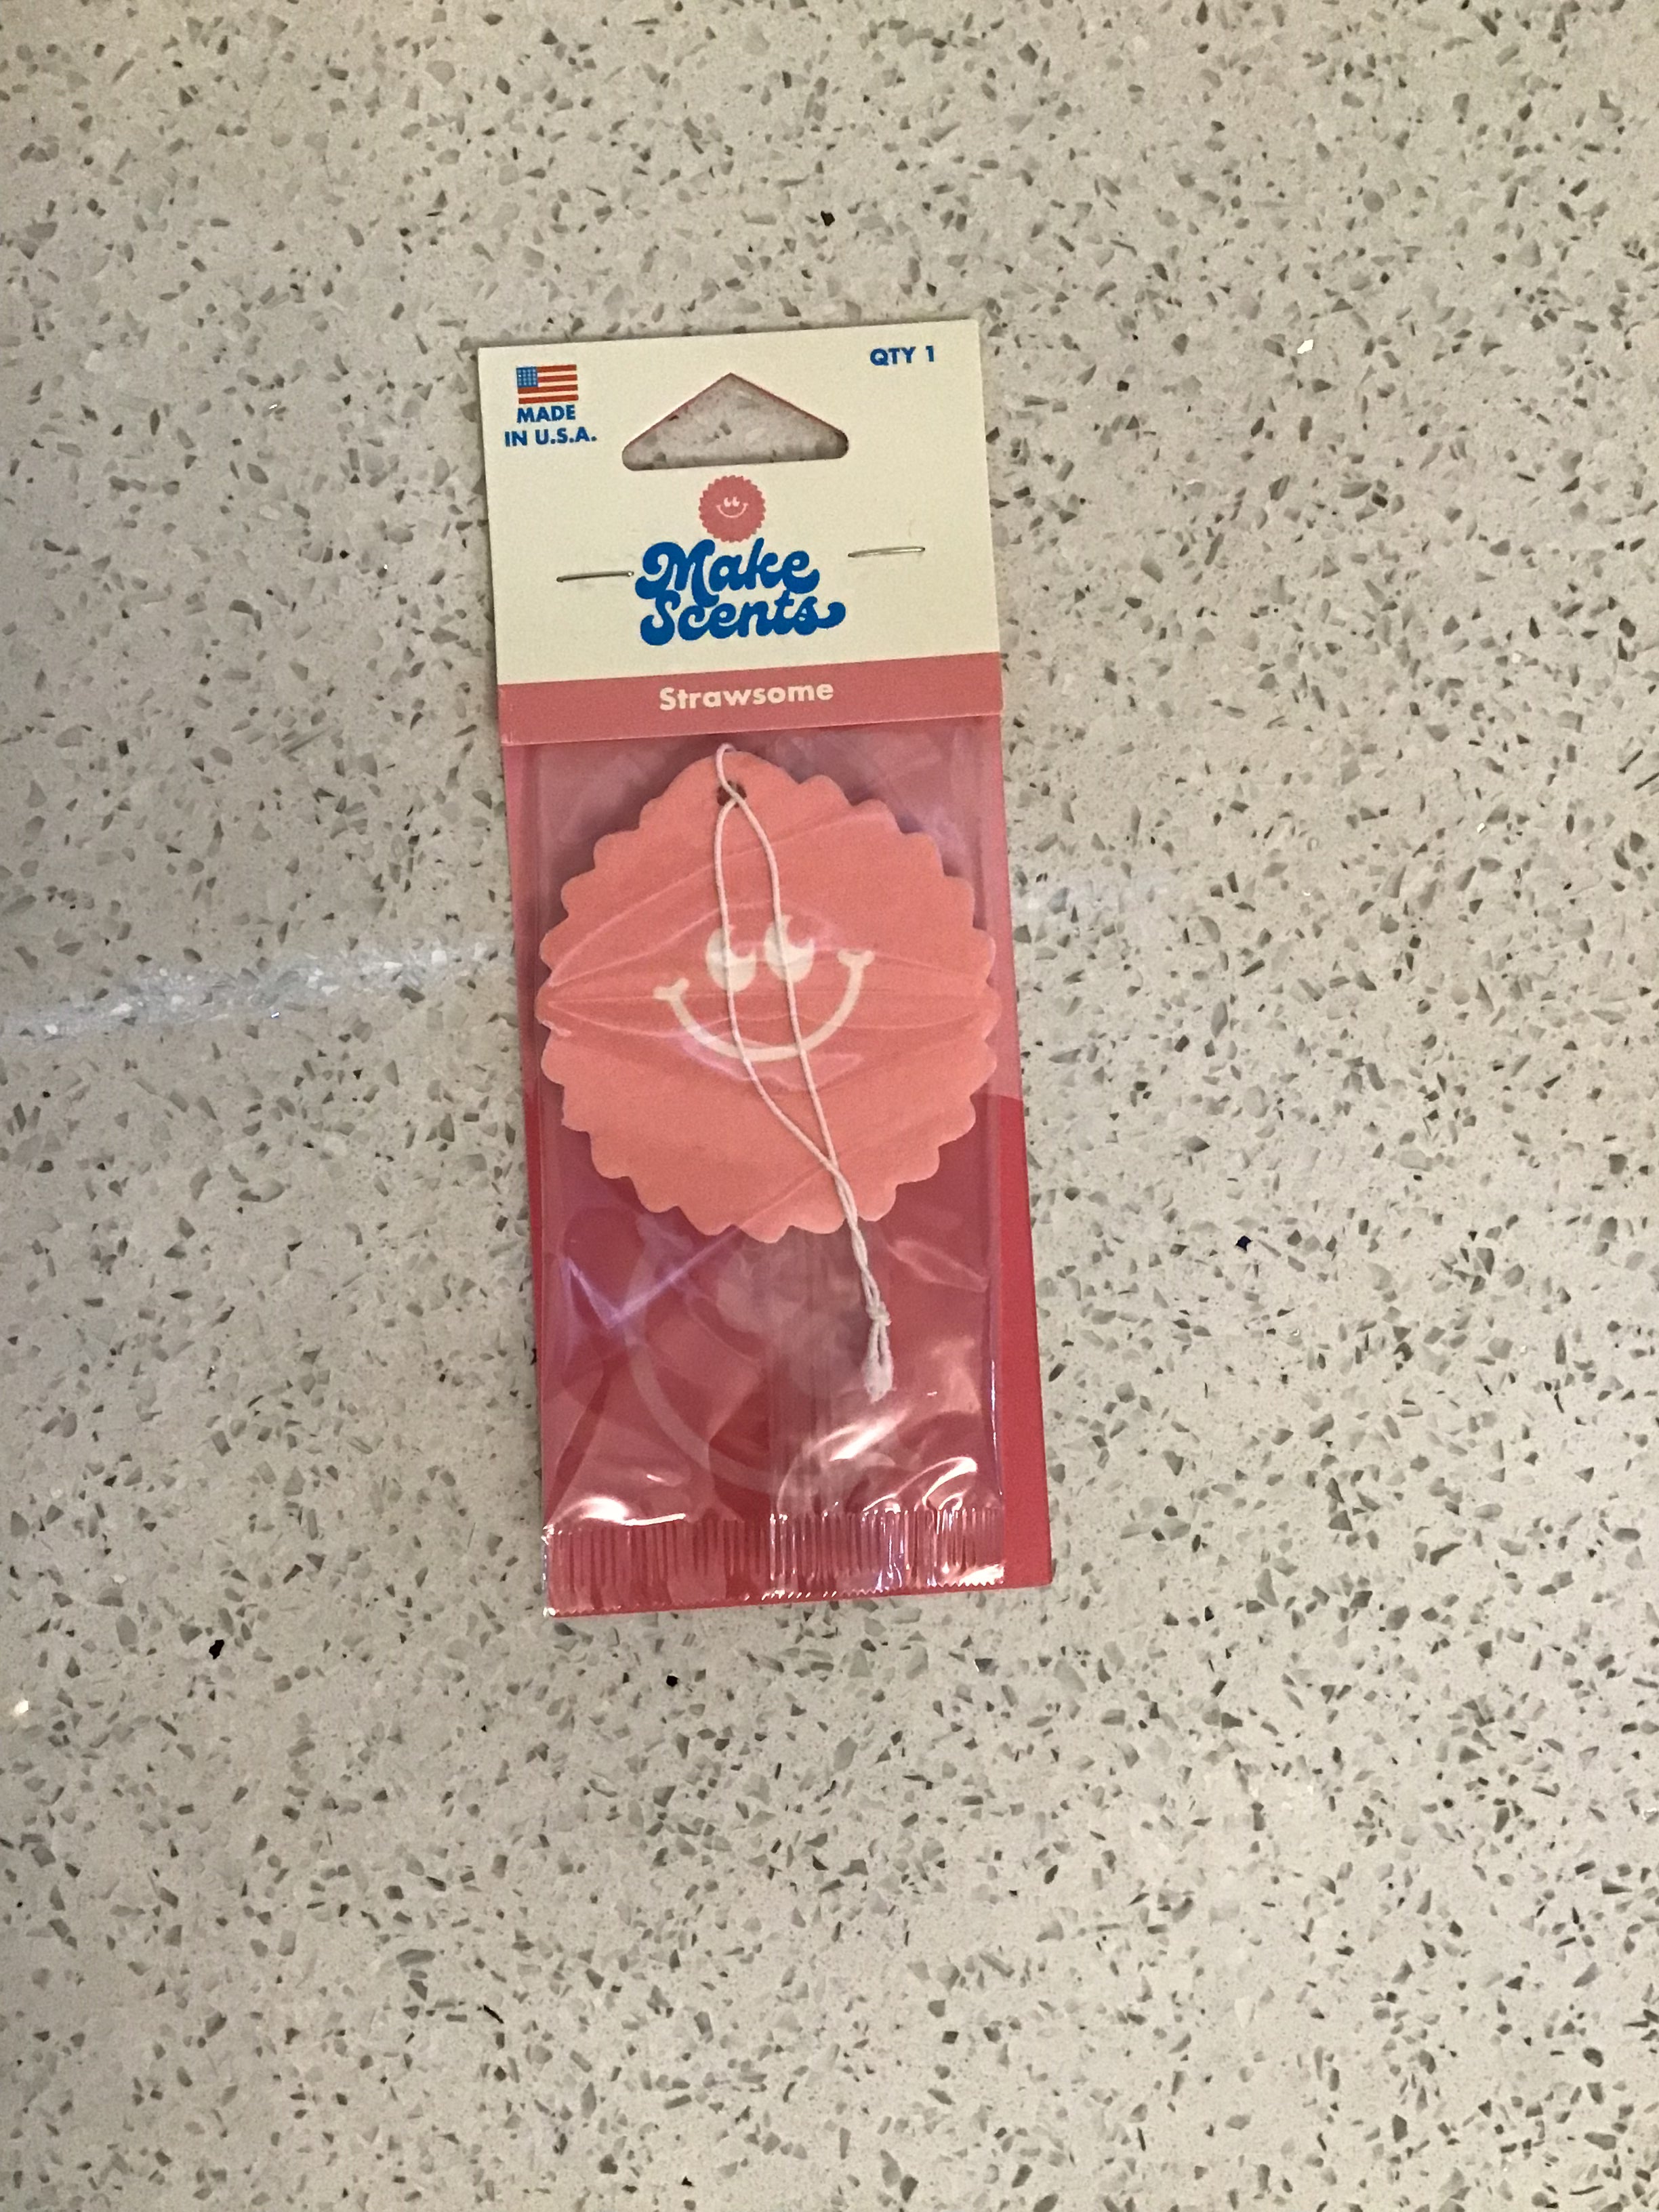 QTY 1
MADE
IN U.S.A.
Make
Scents
Strawsome